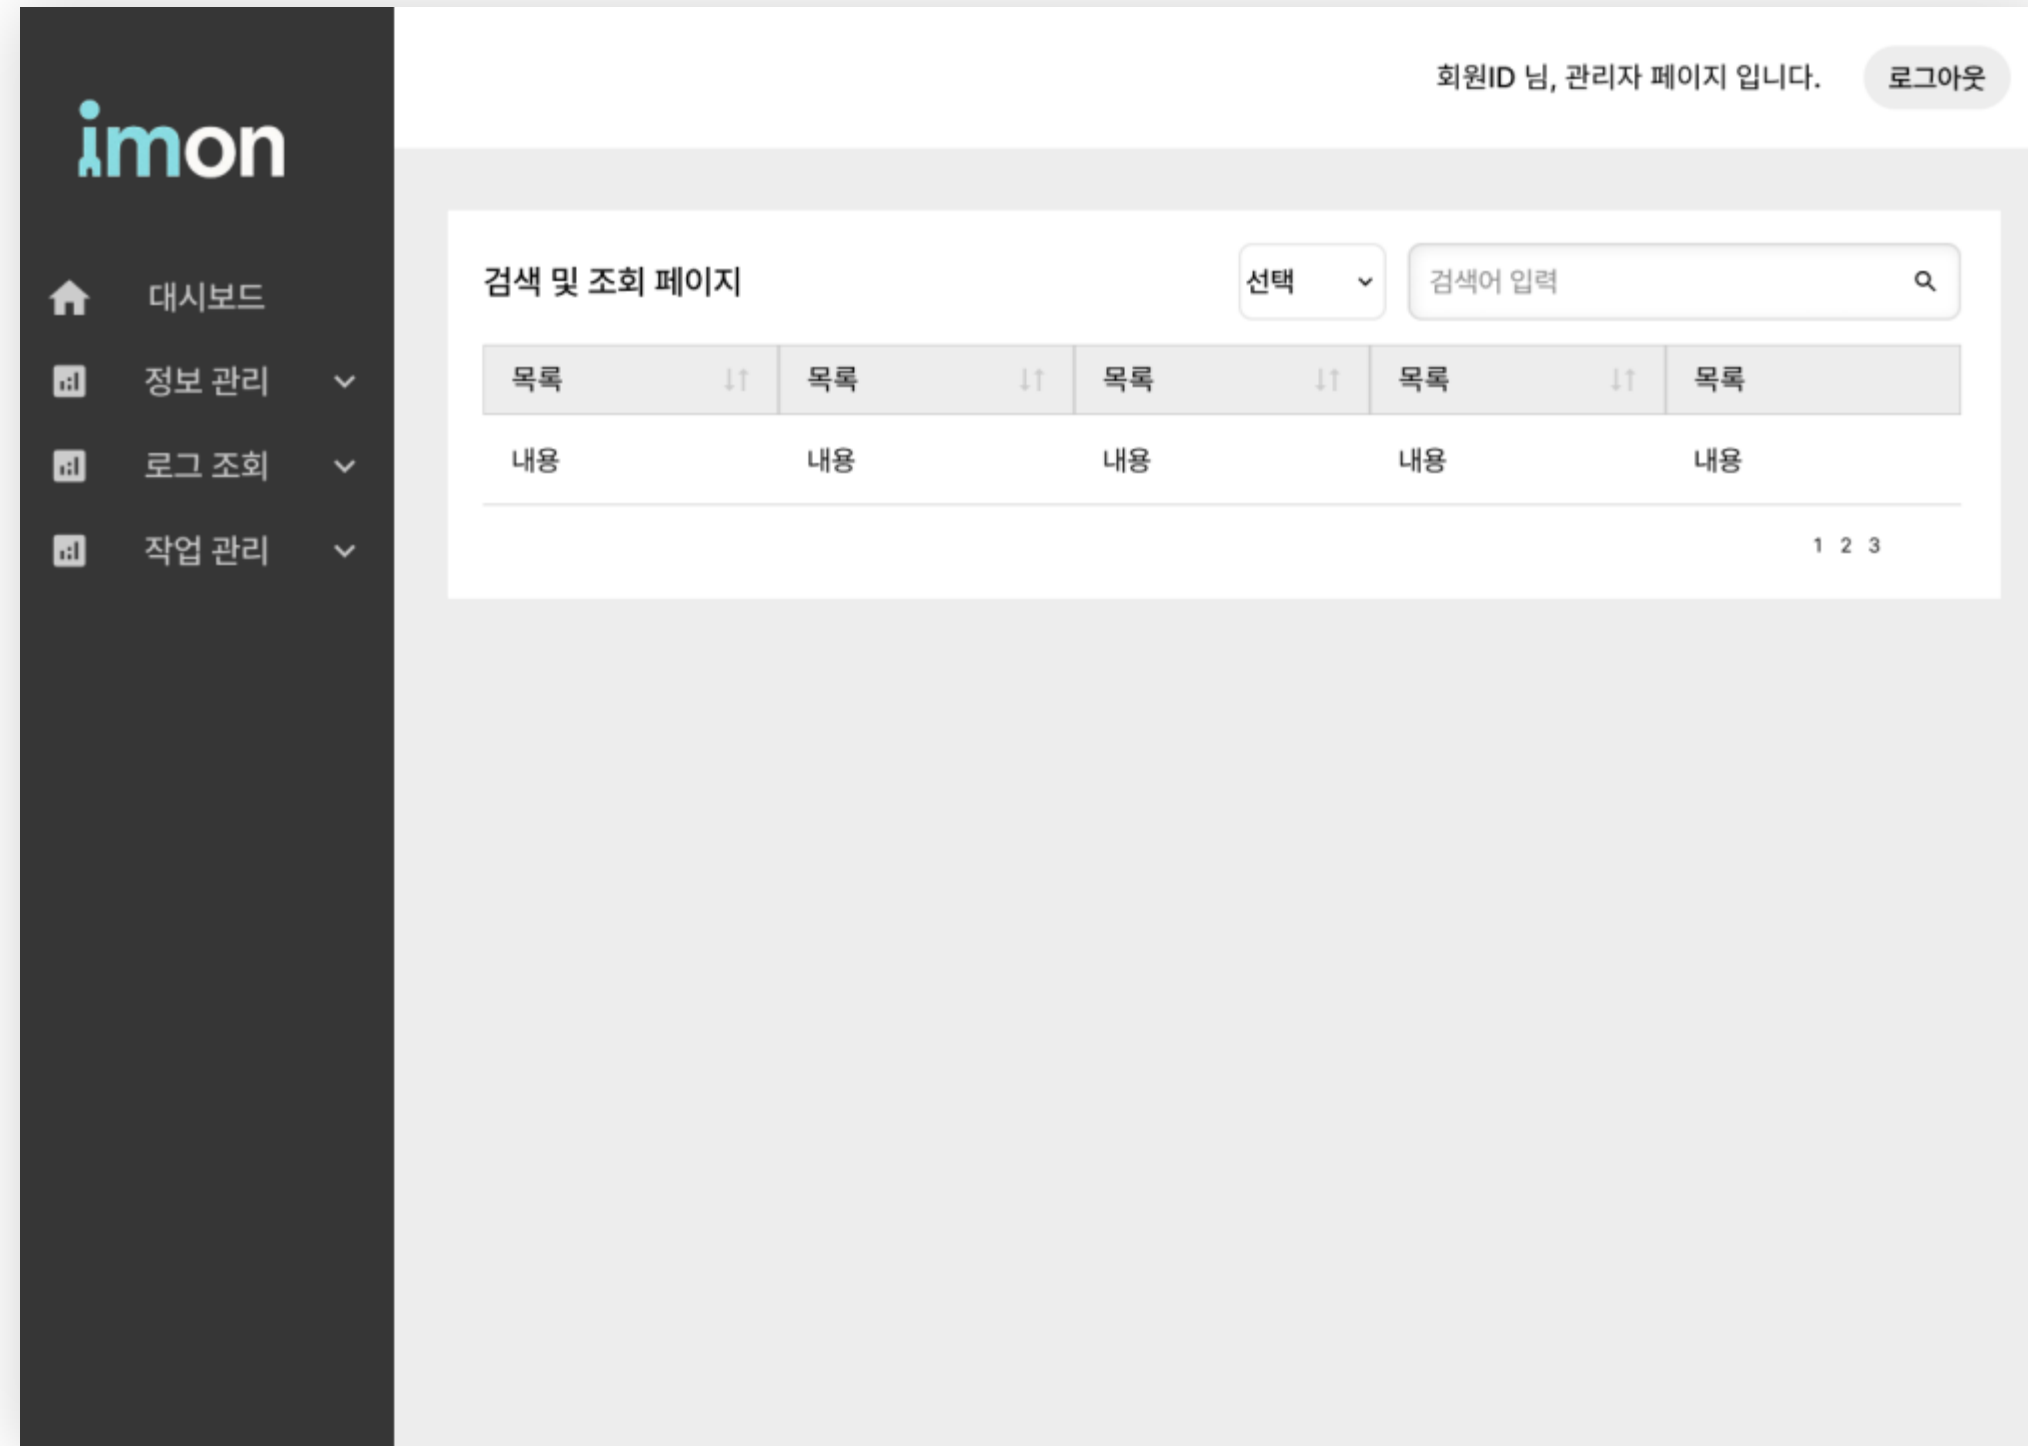 imon
회원ID 님, 관리자 페이지 입니다. 로그아웃
대시보드
정보 관리
로그 조회
작업 관리
검색 및 조회 페이지 선택 검색어 입력
목록 목록 목록 목록 목록
내용 내용 내용 내용 내용
1 2 3